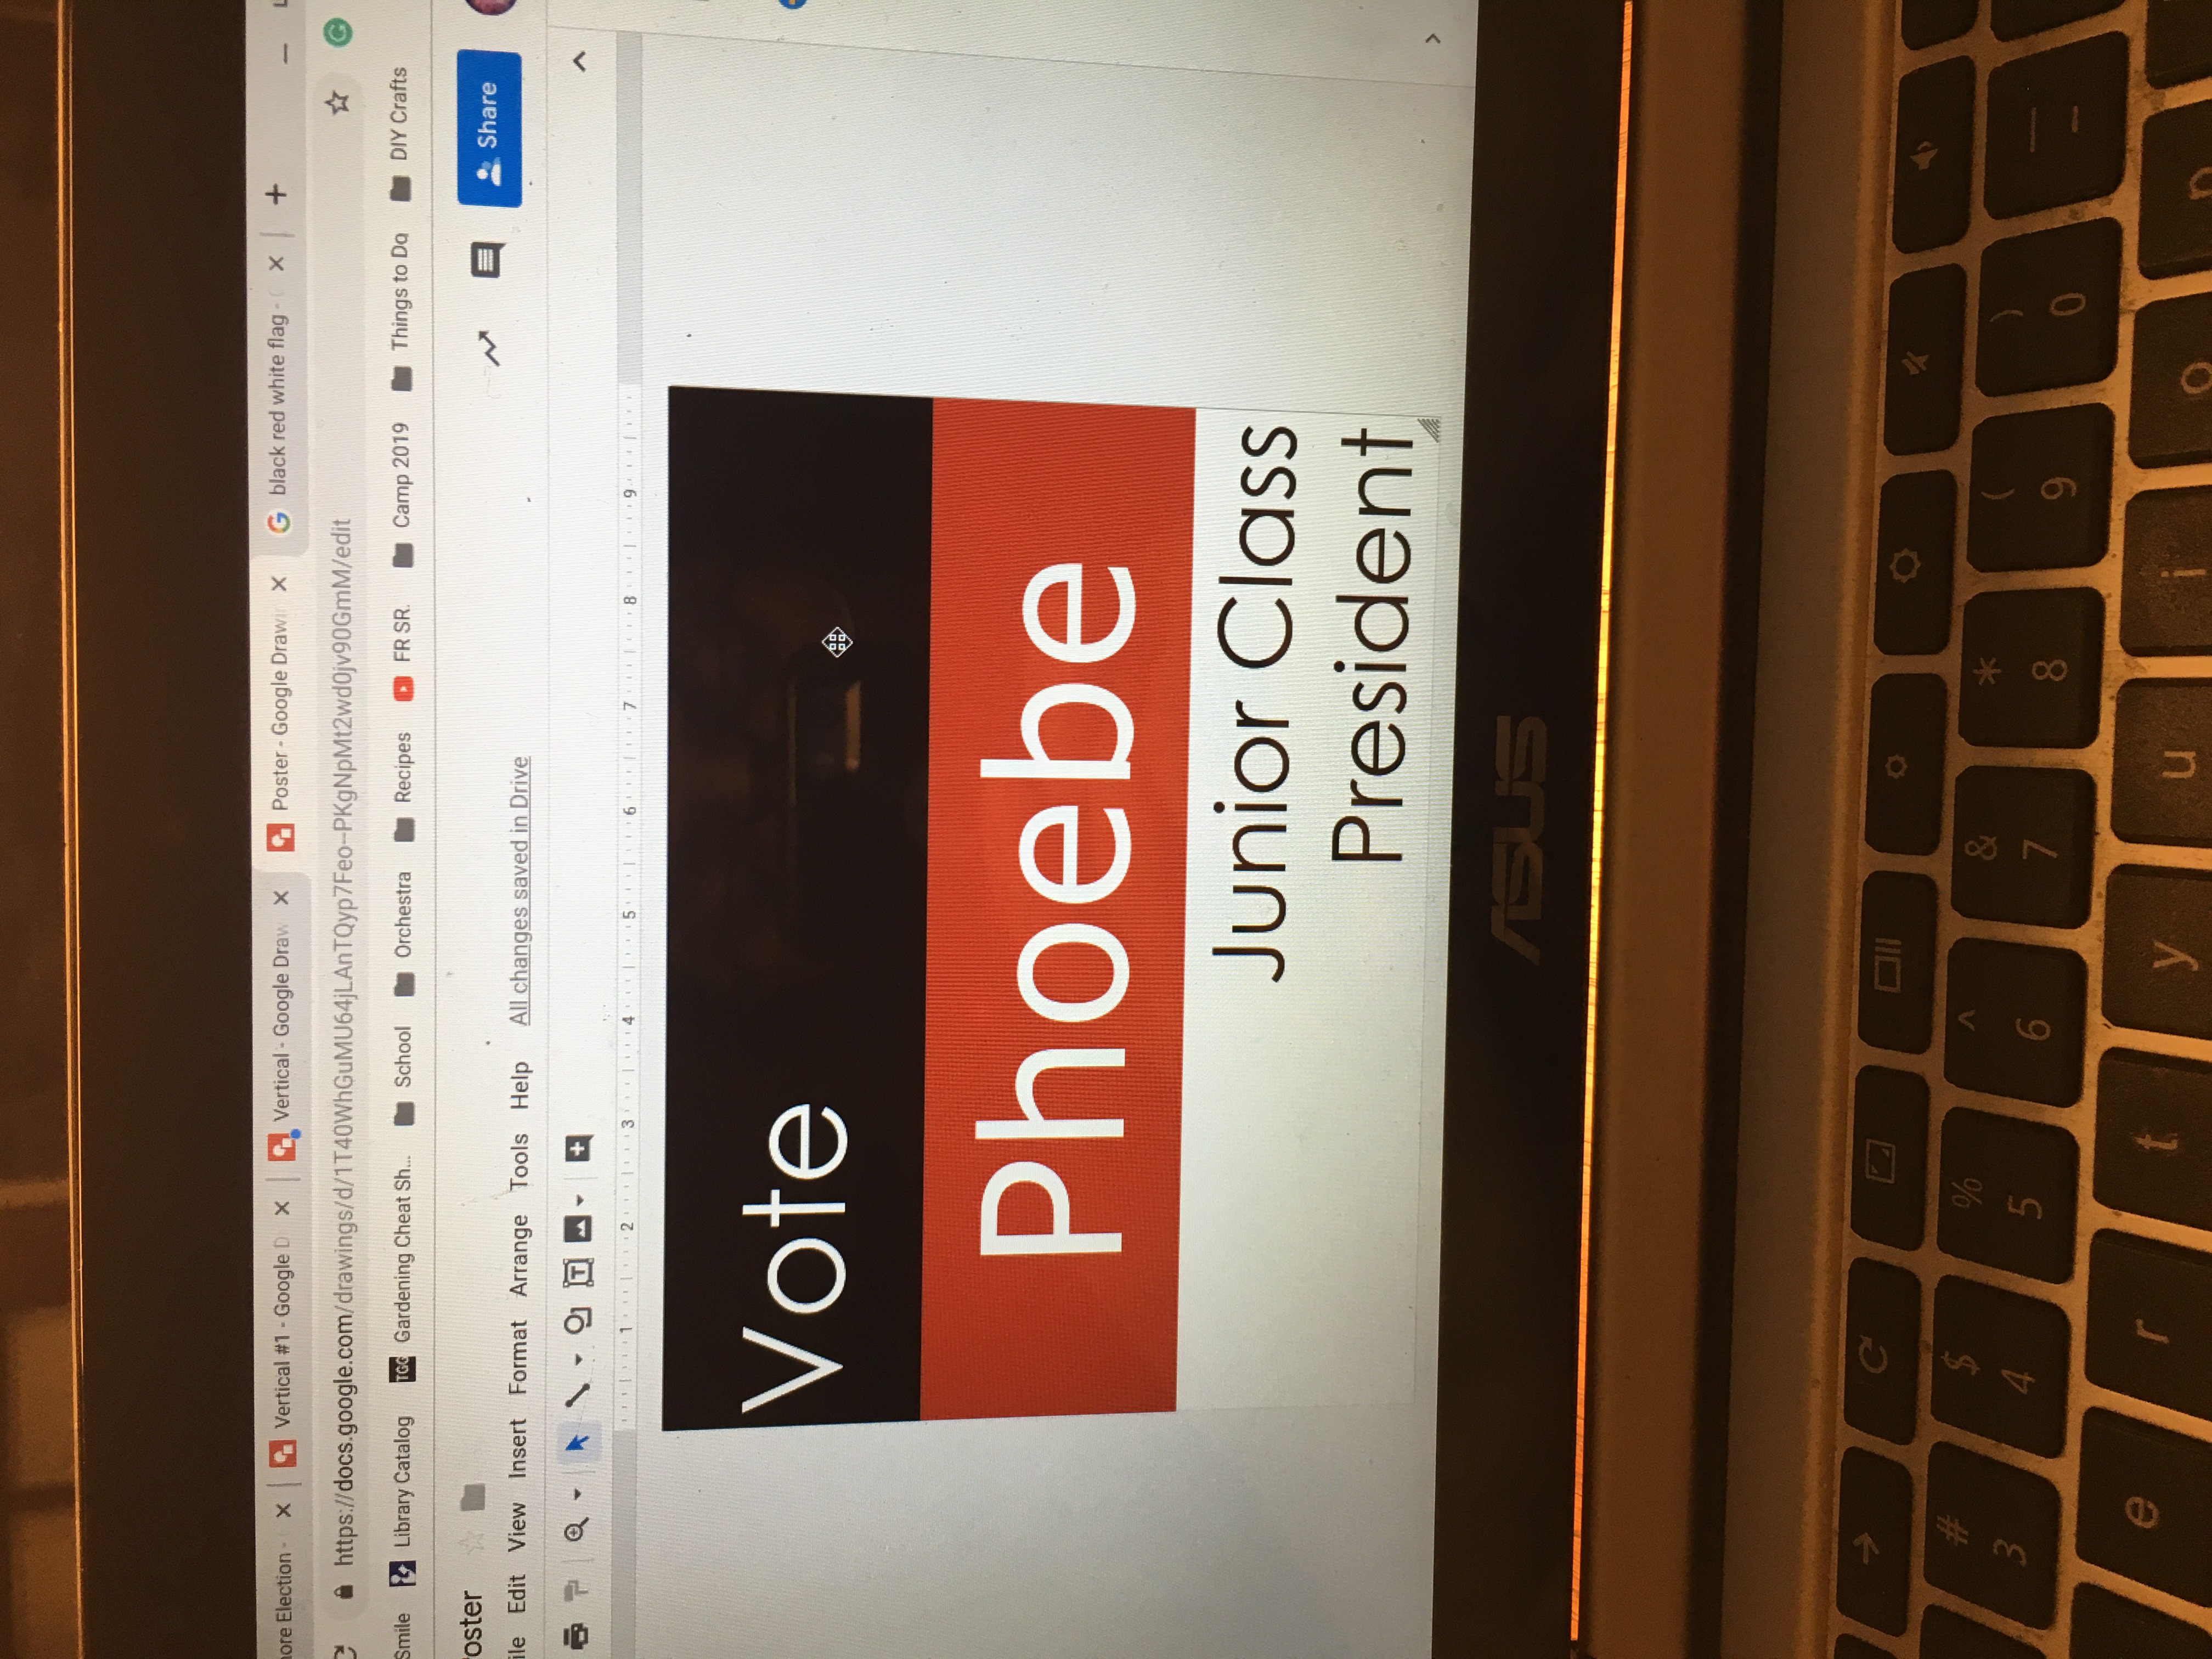 ore Election -
Vertical #1 - Google D
Vertical - Google Draw
Poster - Google Drawi
black red white flag -
https://docs.google.com/drawings/d/1T40WhGuMU64jLAnTQyp7Feo--PKgNpMt2wd0jv90GmM/edit
Smile
Library Catalog
TGG
Gardening Cheat Sh...
School
Orchestra
Recipes
FR SR.
Camp 2019
Things to Do
DIY Crafts
oster
Share
ile Edit View Insert Format Arrange Tools Help All changes saved in Drive
1 2 3 4 5 6 7 8 9
Vote
Phoebe
Junior Class
President
ASUS
# $ % ^ & * ( )
3 4 5 6 7 8 9 0 -
e r t y u i o p